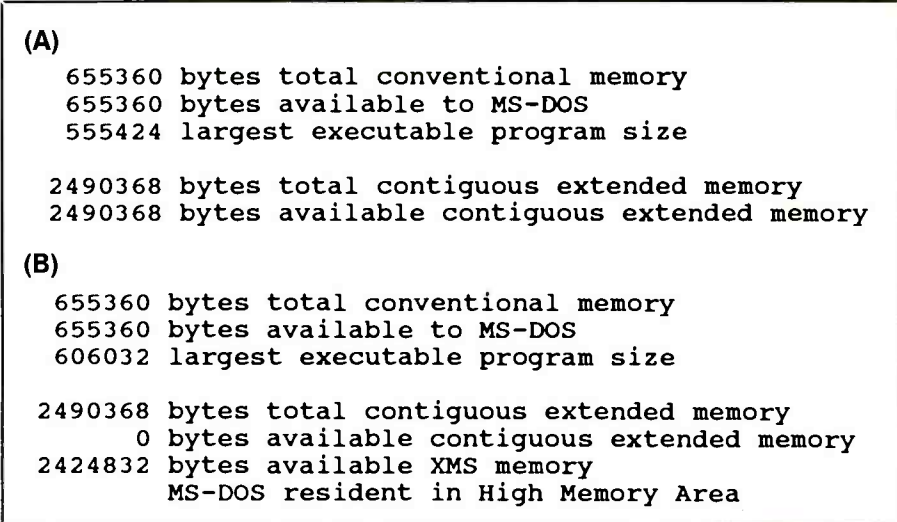 (A)
655360 bytes total conventional memory
655360 bytes available to MS-DOS
555424 largest executable program size
2490368 bytes total contiguous extended memory
2490368 bytes available contiguous extended memory
(B)
655360 bytes total conventional memory
655360 bytes available to MS-DOS
606032 largest executable program size
2490368 bytes total contiguous extended memory
0 bytes available contiguous extended memory
2424832 bytes available XMS memory
MS-DOS resident in High Memory Area